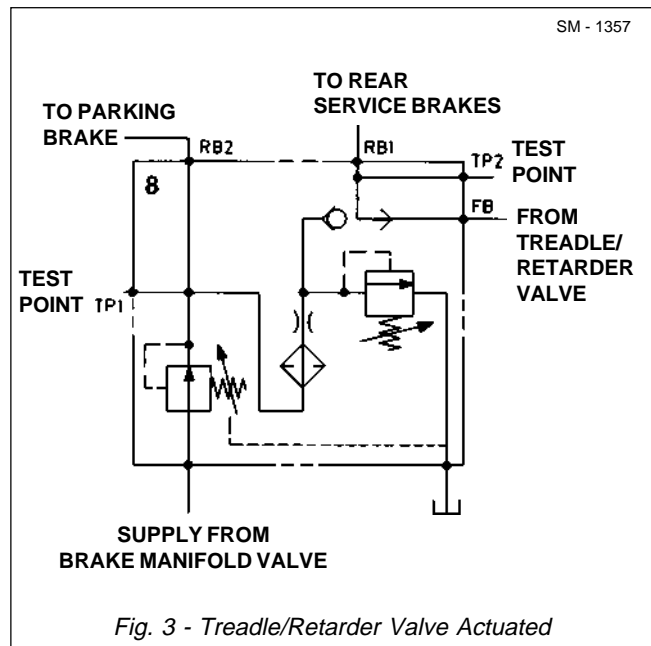 SM - 1357
TO REAR
SERVICE BRAKES
TO PARKING
BRAKE
RB2
RB1
TP2
TEST
POINT
8
FB
FROM
TREADLE/
RETARDER
VALVE
TEST
POINT
TP1
SUPPLY FROM
BRAKE MANIFOLD VALVE
Fig. 3 - Treadle/Retarder Valve Actuated